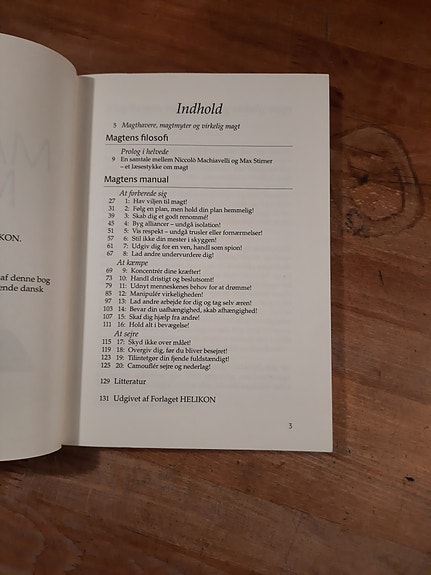 KON.
af denne bog
ende dansk
Indhold
5 Magthavere, magtmyter og virkelig magt
Magtens filosofi
Prolog i helvede
9 En samtale mellem Niccolò Machiavelli og Max Stirner
– et læsestykke om magt
Magtens manual
At forberede sig
27 1: Hav viljen til magt!
31 2: Følg en plan, men hold din plan hemmelig!
39 3: Skab dig et godt renommé!
45 4: Byg alliancer – undgå isolation!
51 5: Vis respekt – undgå trusler eller fornærmelser!
57 6: Stil ikke din mester i skyggen!
61 7: Udgiv dig for en ven, handl som spion!
67 8: Lad andre undervurdere dig!
At kæmpe
69 9: Koncentrér dine kræfter!
73 10: Handl dristigt og beslutsomt!
79 11: Udnyt menneskenes behov for at drømme!
85 12: Manipulér virkeligheden!
97 13: Lad andre arbejde for dig og tag selv æren!
103 14: Bevar din uafhængighed, skab afhængighed!
107 15: Skaf dig hjælp fra andre!
111 16: Hold alt i bevægelse!
At sejre
115 17: Skyd ikke over målet!
119 18: Overgiv dig, før du bliver besejret!
123 19: Tilintetgør din fjende fuldstændigt!
125 20: Camouflér sejre og nederlag!
129 Litteratur
131 Udgivet af Forlaget HELIKON
3